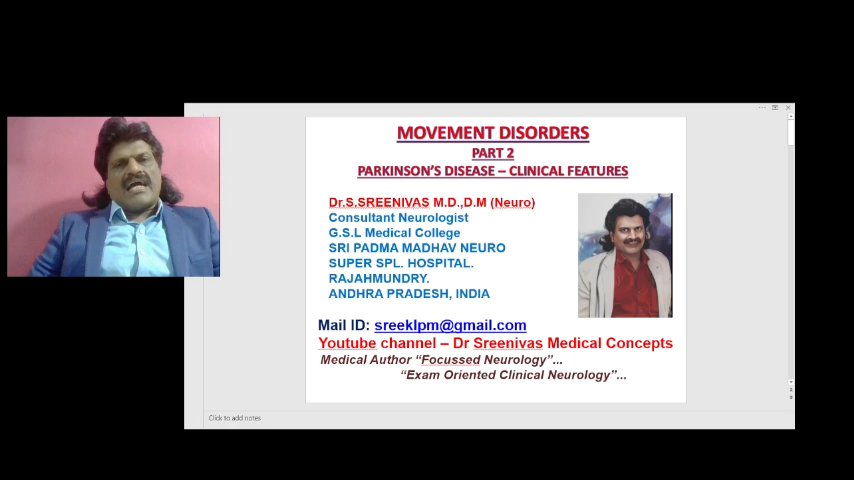 MOVEMENT DISORDERS
PART 2
PARKINSON'S DISEASE – CLINICAL FEATURES
Dr.S.SREENIVAS M.D.,D.M (Neuro)
Consultant Neurologist
G.S.L Medical College
SRI PADMA MADHAV NEURO
SUPER SPL. HOSPITAL.
RAJAHMUNDRY.
ANDHRA PRADESH, INDIA
Mail ID: sreeklpm@gmail.com
Youtube channel – Dr Sreenivas Medical Concepts
Medical Author “Focussed Neurology”...
“Exam Oriented Clinical Neurology”...
Click to add notes